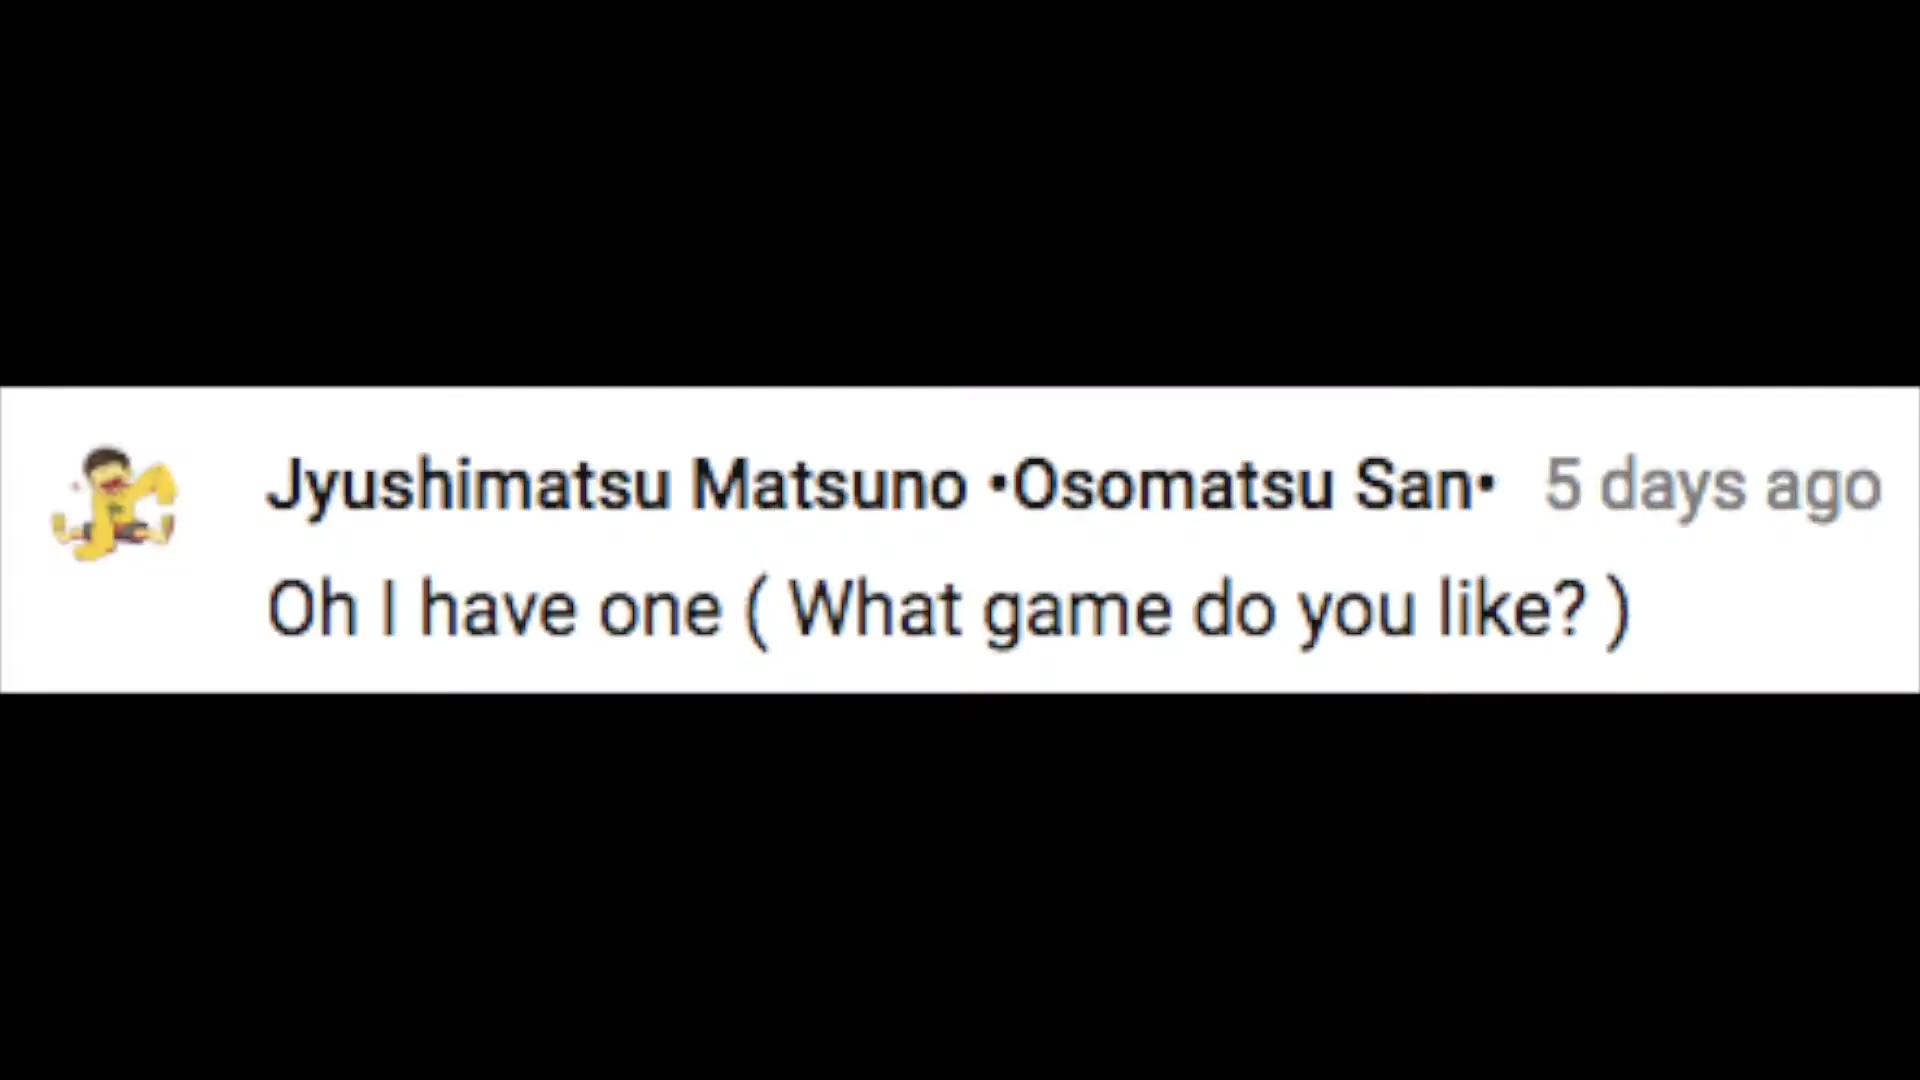 Jyushimatsu Matsuno •Osomatsu San• 5 days ago
Oh I have one ( What game do you like? )